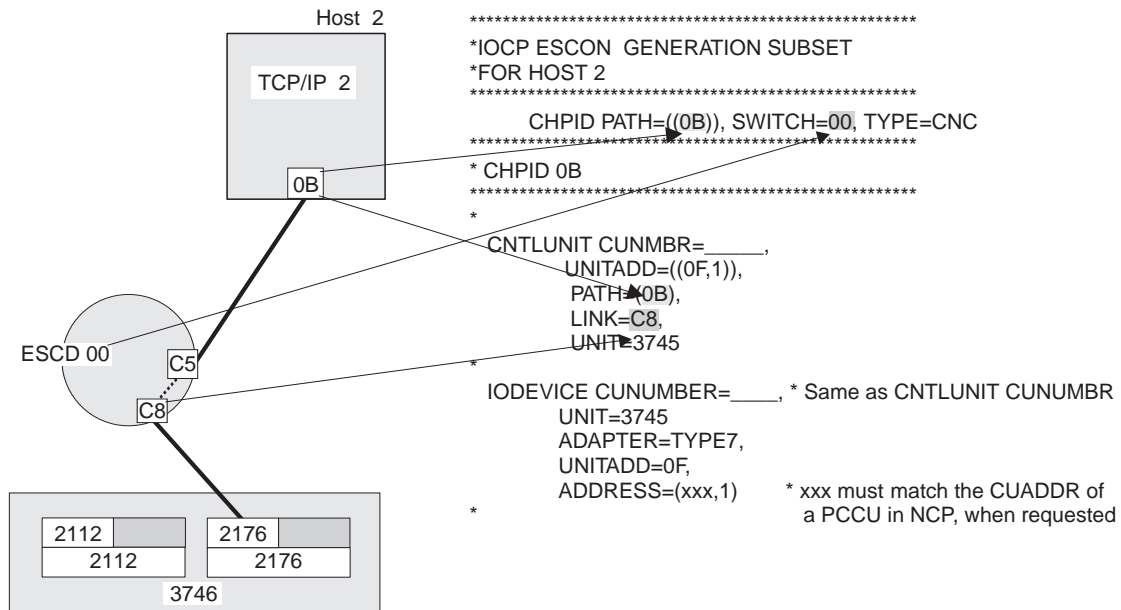 Host 2
TCP/IP 2
0B
ESCD 00
C5
C8
2112
2112
2176
2176
3746
******************************************************
*IOCP ESCON GENERATION SUBSET
*FOR HOST 2
******************************************************
CHPID PATH=((0B)), SWITCH=00, TYPE=CNC
******************************************************
* CHPID 0B
******************************************************
*
CNTLUNIT CUNMBR=_____,
UNITADD=((0F,1)),
PATH=(0B),
LINK=C8,
UNIT=3745
*
IODEVICE CUNUMBER=____, * Same as CNTLUNIT CUNUMBR
UNIT=3745
ADAPTER=TYPE7,
UNITADD=0F,
ADDRESS=(xxx,1) * xxx must match the CUADDR of
* a PCCU in NCP, when requested